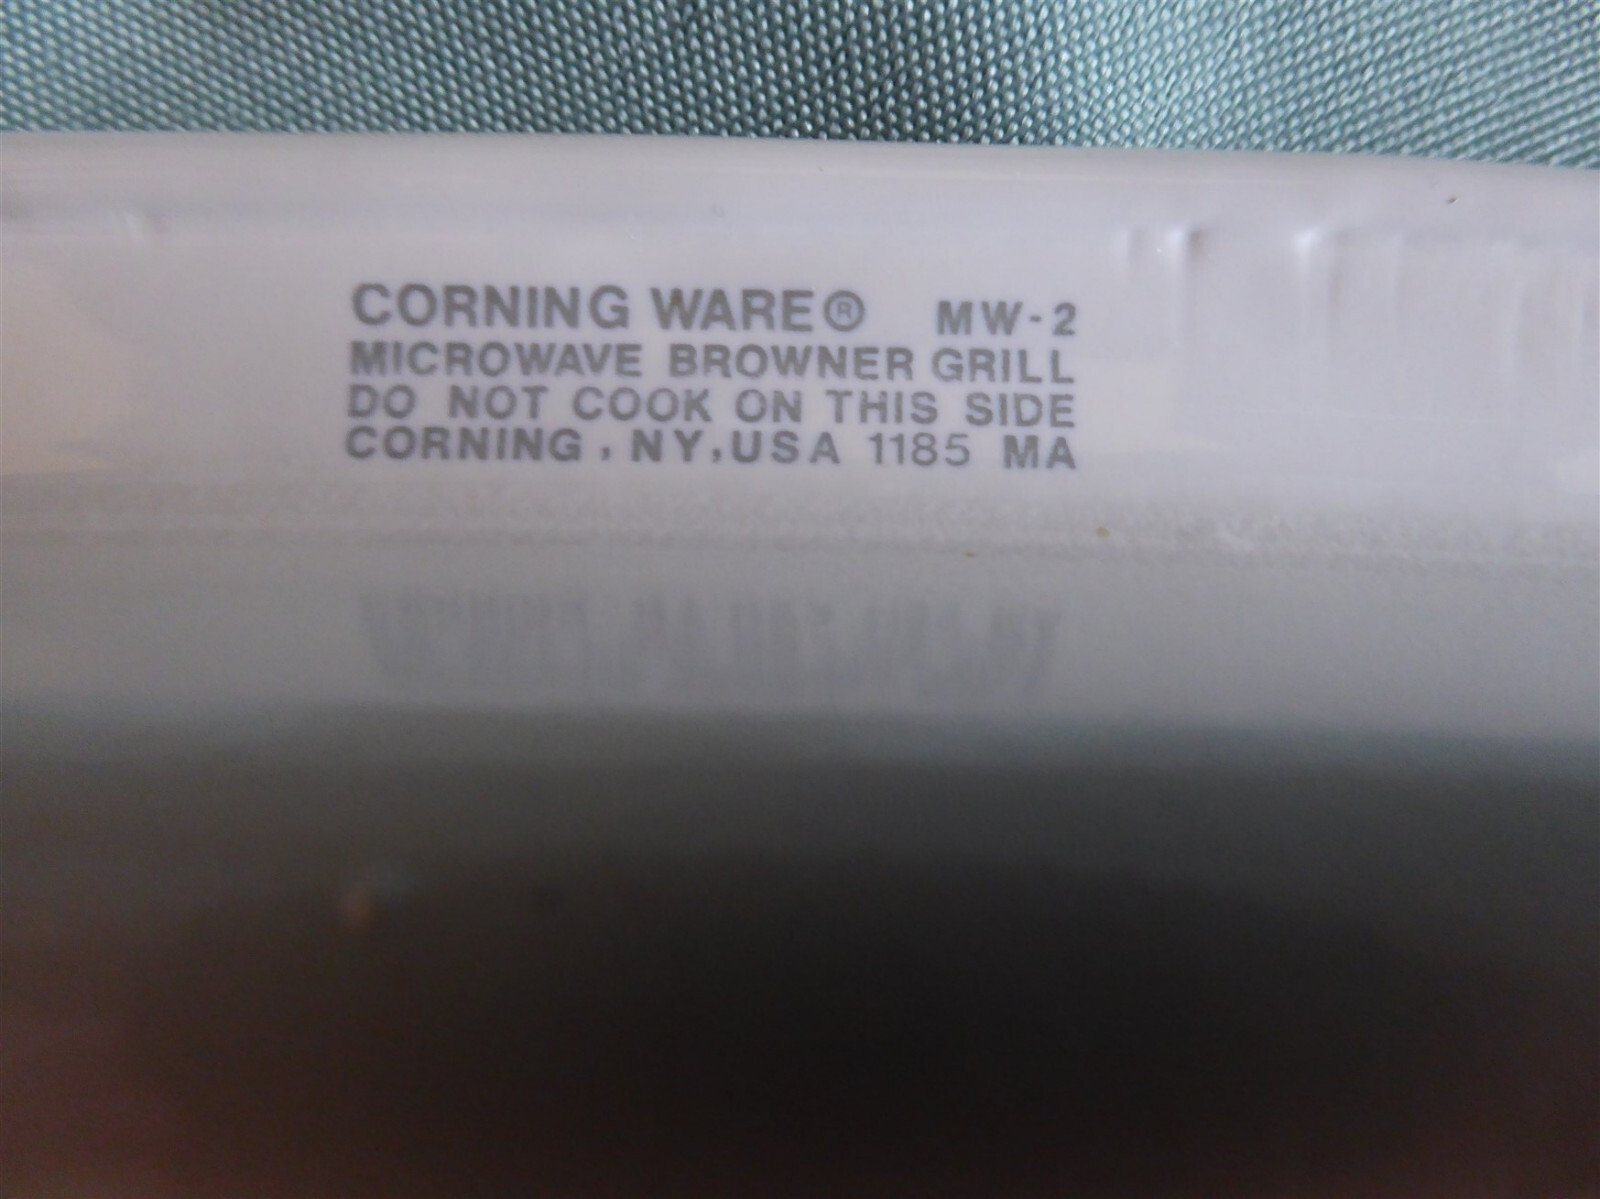 CORNING WARE® MW-2
MICROWAVE BROWNER GRILL
DO NOT COOK ON THIS SIDE
CORNING, NY, USA 1185 MA